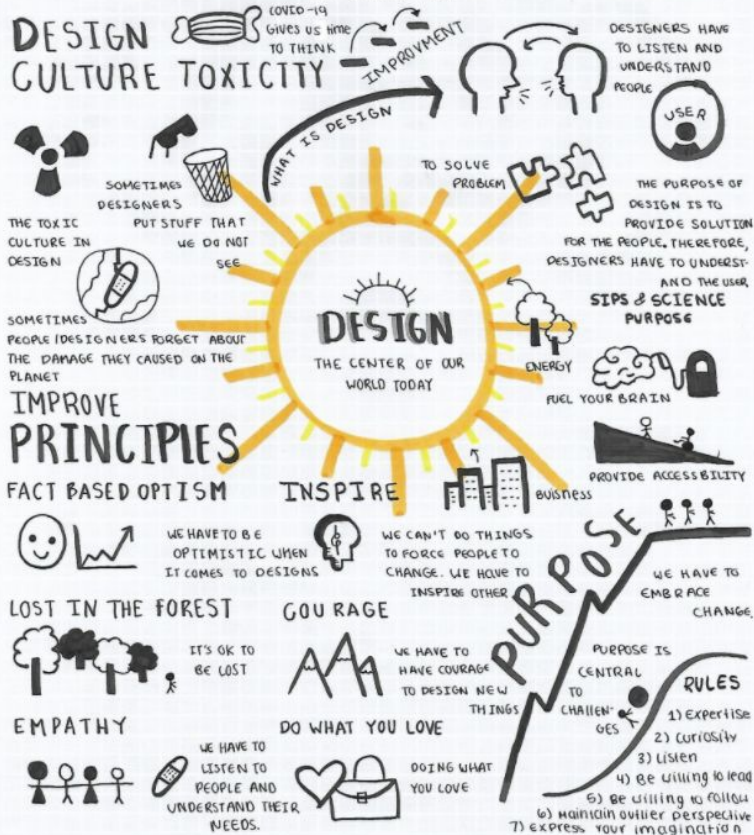 DESIGN
CULTURE TOXICITY
COVID-19
GIVES US time
TO THINK
IMPROVMENT
WHAT IS DESIGN
DESIGNERS HAVE
TO LISTEN AND
UNDERSTAND
PEOPLE
USER
TO SOLVE
PROBLEM
THE PURPOSE OF
DESIGN IS TO
PROVIDE SOLUTION
FOR THE PEOPLE. THEREFORE,
DESIGNERS HAVE TO UNDERST-
AND THE USER
SOMETIMES
DESIGNERS
PUT STUFF THAT
WE DO NOT
SEE
THE TOXIC
CULTURE IN
DESIGN
SOMETIMES
PEOPLE/DESIGNERS FORGET ABOUT
THE DAMAGE THEY CAUSED ON THE
PLANET
DESIGN
THE CENTER OF OUR
WORLD TODAY
SIPS & SCIENCE
PURPOSE
ENERGY
FUEL YOUR BRAIN
PROVIDE ACCESSBILITY
BUISNESS
IMPROVE
PRINCIPLES
FACT BASED OPTISM
WE HAVE TO BE
OPTIMISTIC WHEN
IT COMES TO DESIGNS
INSPIRE
WE CAN'T DO THINGS
TO FORCE PEOPLE TO
CHANGE. WE HAVE TO
INSPIRE OTHER
LOST IN THE FOREST
IT'S OK TO
BE LOST
COURAGE
WE HAVE TO
HAVE COURAGE
TO DESIGN NEW
THINGS
EMPATHY
WE HAVE TO
LISTEN TO
PEOPLE AND
UNDERSTAND THEIR
NEEDS.
DO WHAT YOU LOVE
DOING WHAT
YOU LOVE
PURPOSE
WE HAVE TO
EMBRACE
CHANGE
PURPOSE IS
CENTRAL
TO
CHALLEN-
GES
RULES
1) Expertise
2) Curiosity
3) Listen
4) Be willing to lead
5) Be willing to follow
6) Maintain outlier perspective
7) Express your imagination